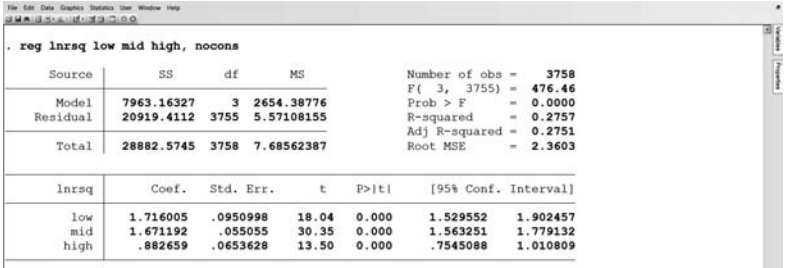 File Edit Data Graphics Statistics User Window Help
. reg lnrsq low mid high, nocons
Source SS df MS Number of obs = 3758
F( 3, 3755) = 476.46
Model 7963.16327 3 2654.38776 Prob > F = 0.0000
Residual 20919.4112 3755 5.57108155 R-squared = 0.2757
Adj R-squared = 0.2751
Total 28882.5745 3758 7.68562387 Root MSE = 2.3603
lnrsq Coef. Std. Err. t P>|t| [95% Conf. Interval]
low 1.716005 .0950998 18.04 0.000 1.529552 1.902457
mid 1.671192 .055055 30.35 0.000 1.563251 1.779132
high .882659 .0653628 13.50 0.000 .7545088 1.010809
Variables
Properties